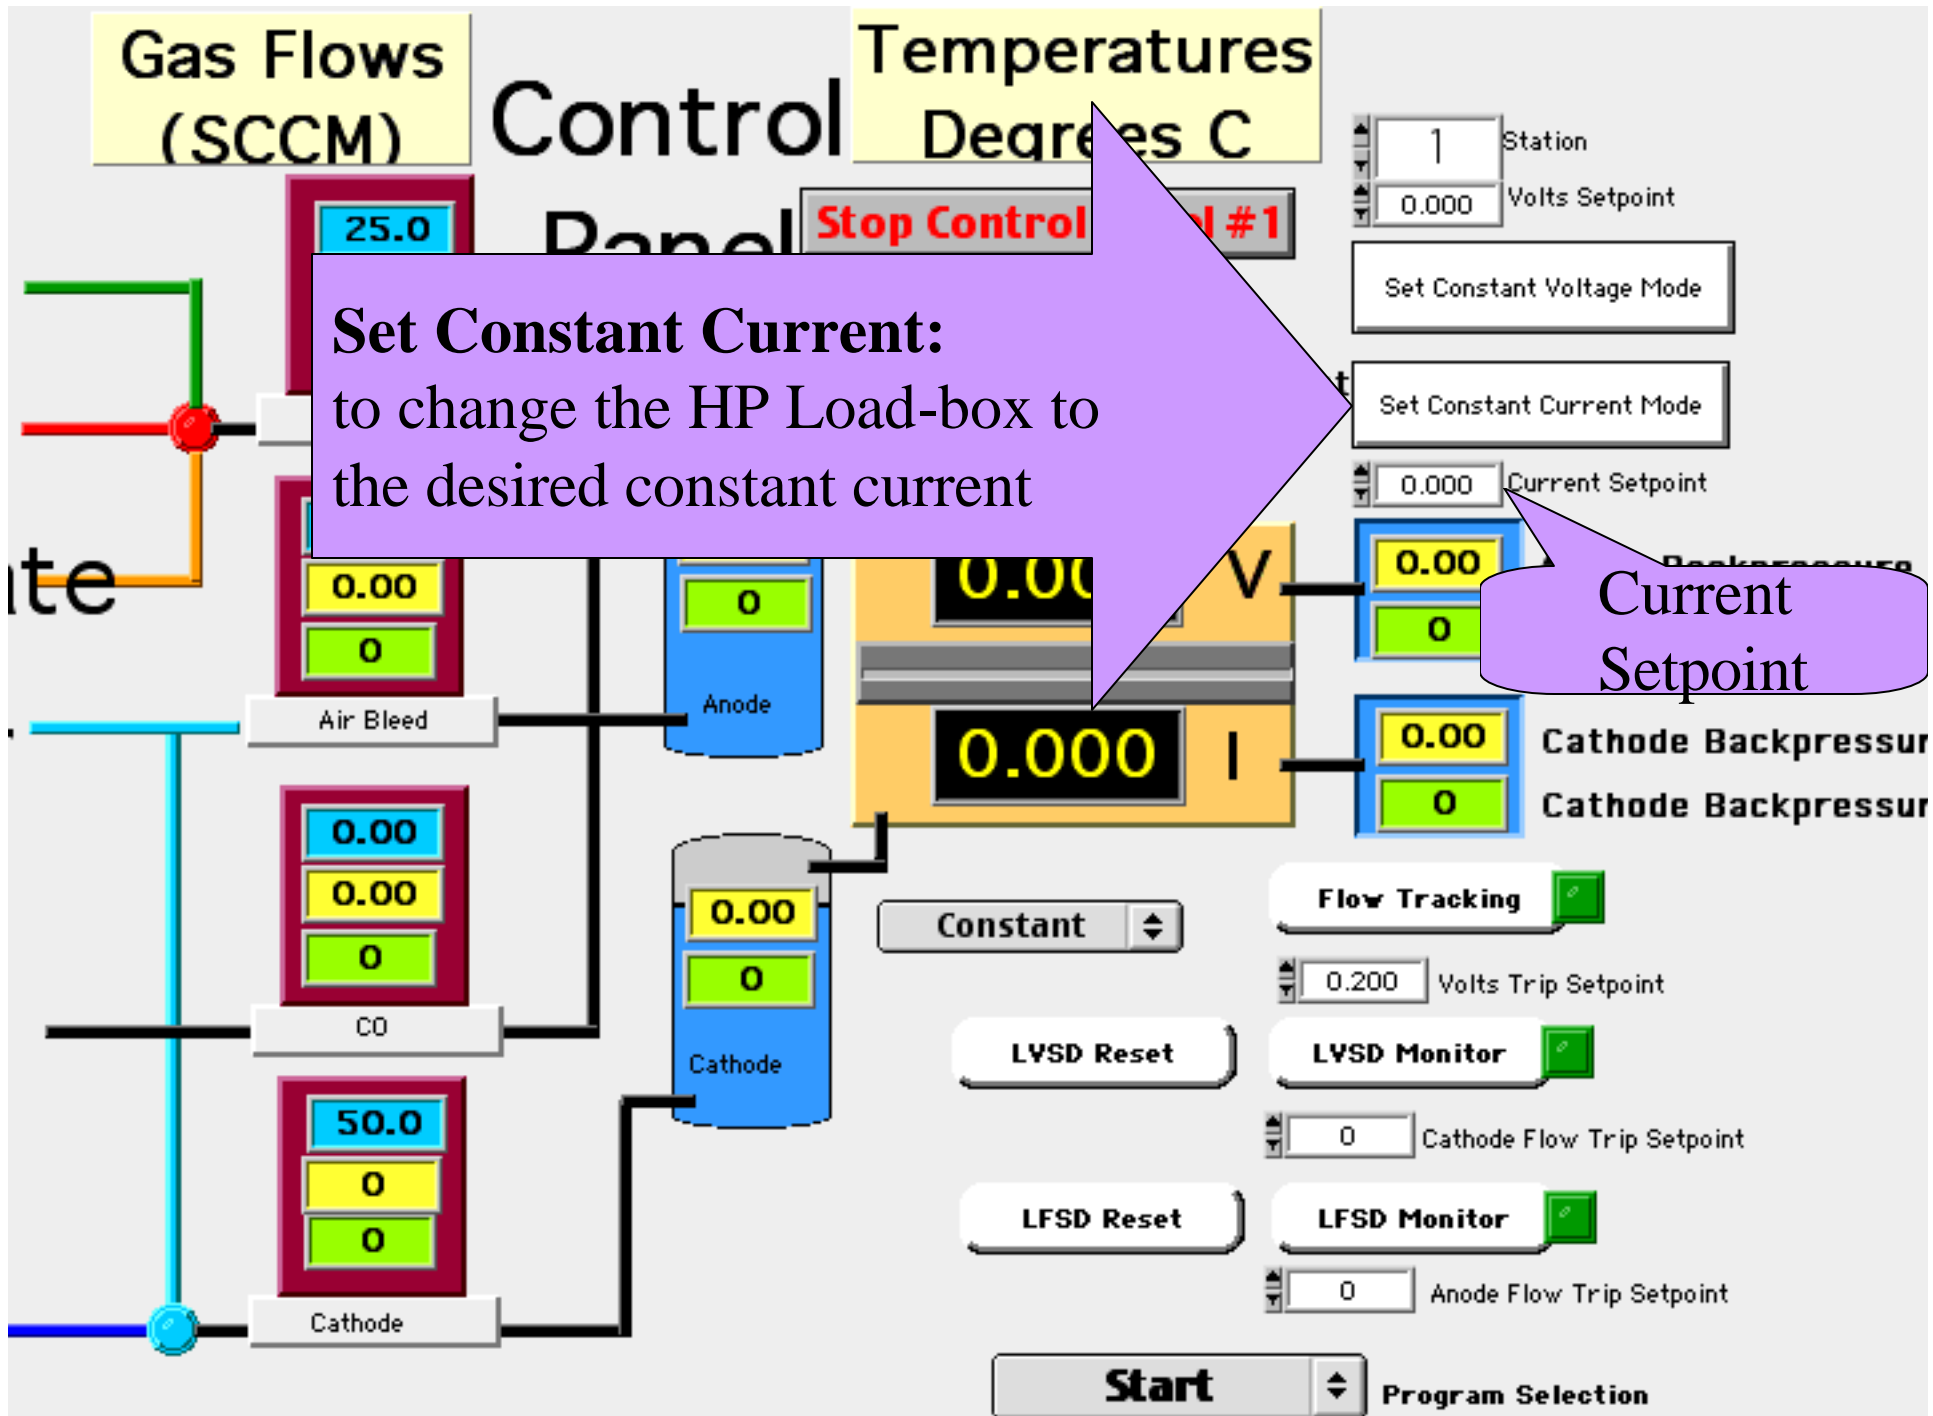 Gas Flows
(SCCM)
Control
Panel
Temperatures
Degrees C
Stop Control
#1
1
Station
0.000
Volts Setpoint
Set Constant Voltage Mode
Set Constant Current Mode
0.000
Current Setpoint
25.0
Set Constant Current:
to change the HP Load-box to
the desired constant current
Current
Setpoint
0.00
0
Air Bleed
0
Anode
V
0.000
I
0.00
0
0.00
0
Cathode Backpressur
Cathode Backpressur
0.00
0.00
0
CO
0.00
0
Cathode
50.0
0
0
Cathode
Constant
Flow Tracking
0.200
Volts Trip Setpoint
LVSD Reset
LVSD Monitor
0
Cathode Flow Trip Setpoint
LFSD Reset
LFSD Monitor
0
Anode Flow Trip Setpoint
Start
Program Selection